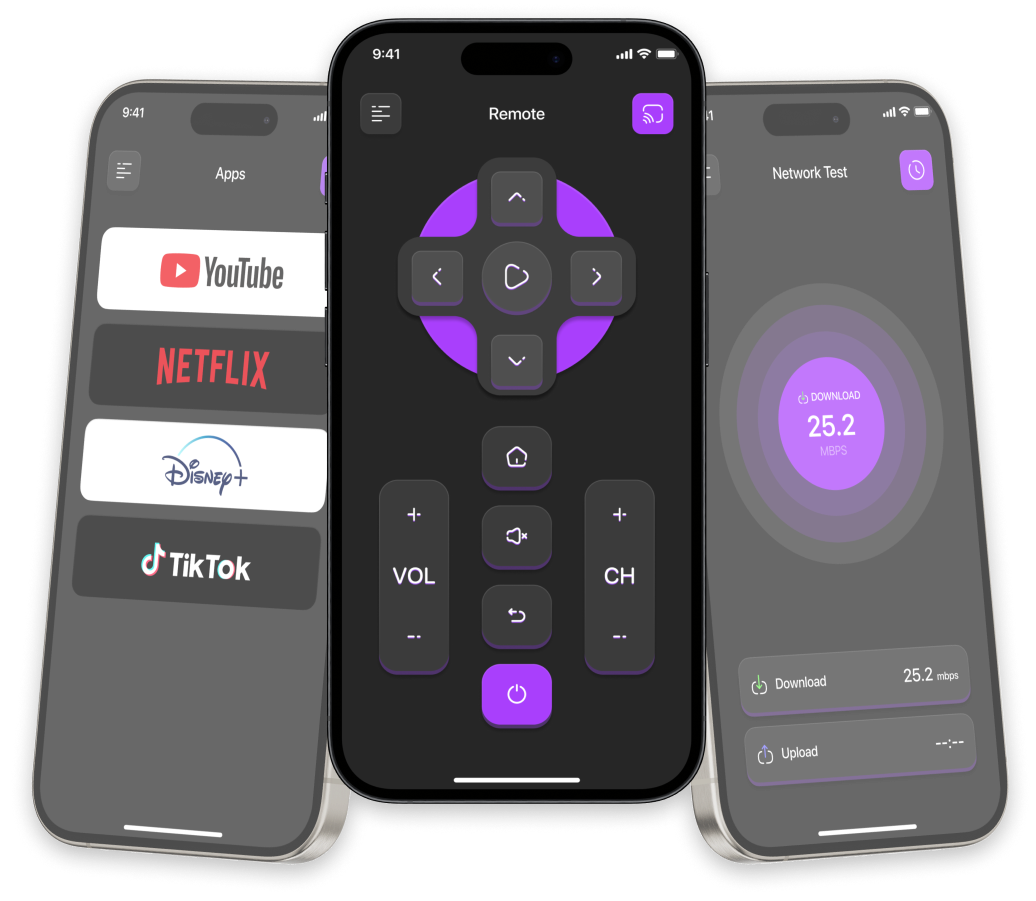 9:41
Apps
YouTube
NETFLIX
Disney+
TikTok
9:41
Remote
+
VOL
-
+
CH
-
41
Network Test
DOWNLOAD
25.2
MBPS
Download 25.2 mbps
Upload --:--